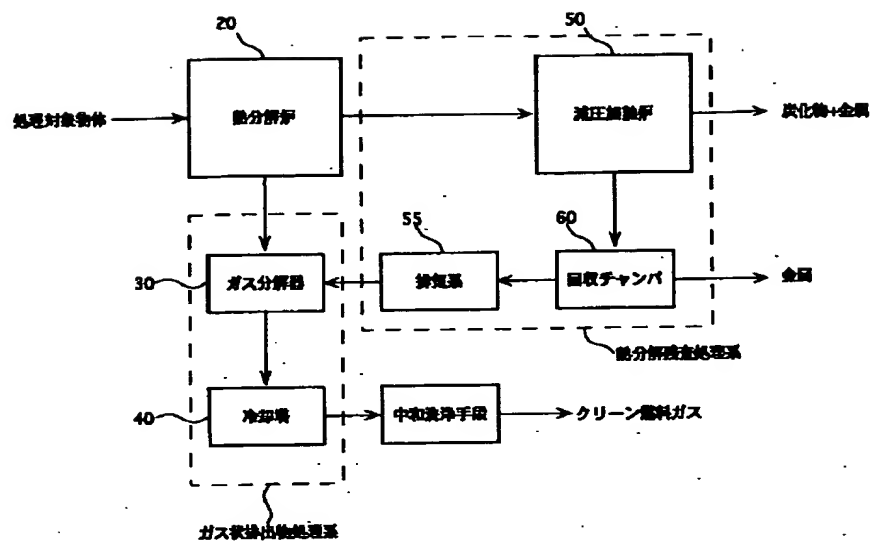 20
50
処理対象物体
熱分解炉
減圧加熱炉
炭化物+金属
55
60
30
ガス分解器
排気系
回収チャンバ
金属
熱分解残渣処理系
40
冷却塔
中和洗浄手段
クリーン燃料ガス
ガス状排出物処理系